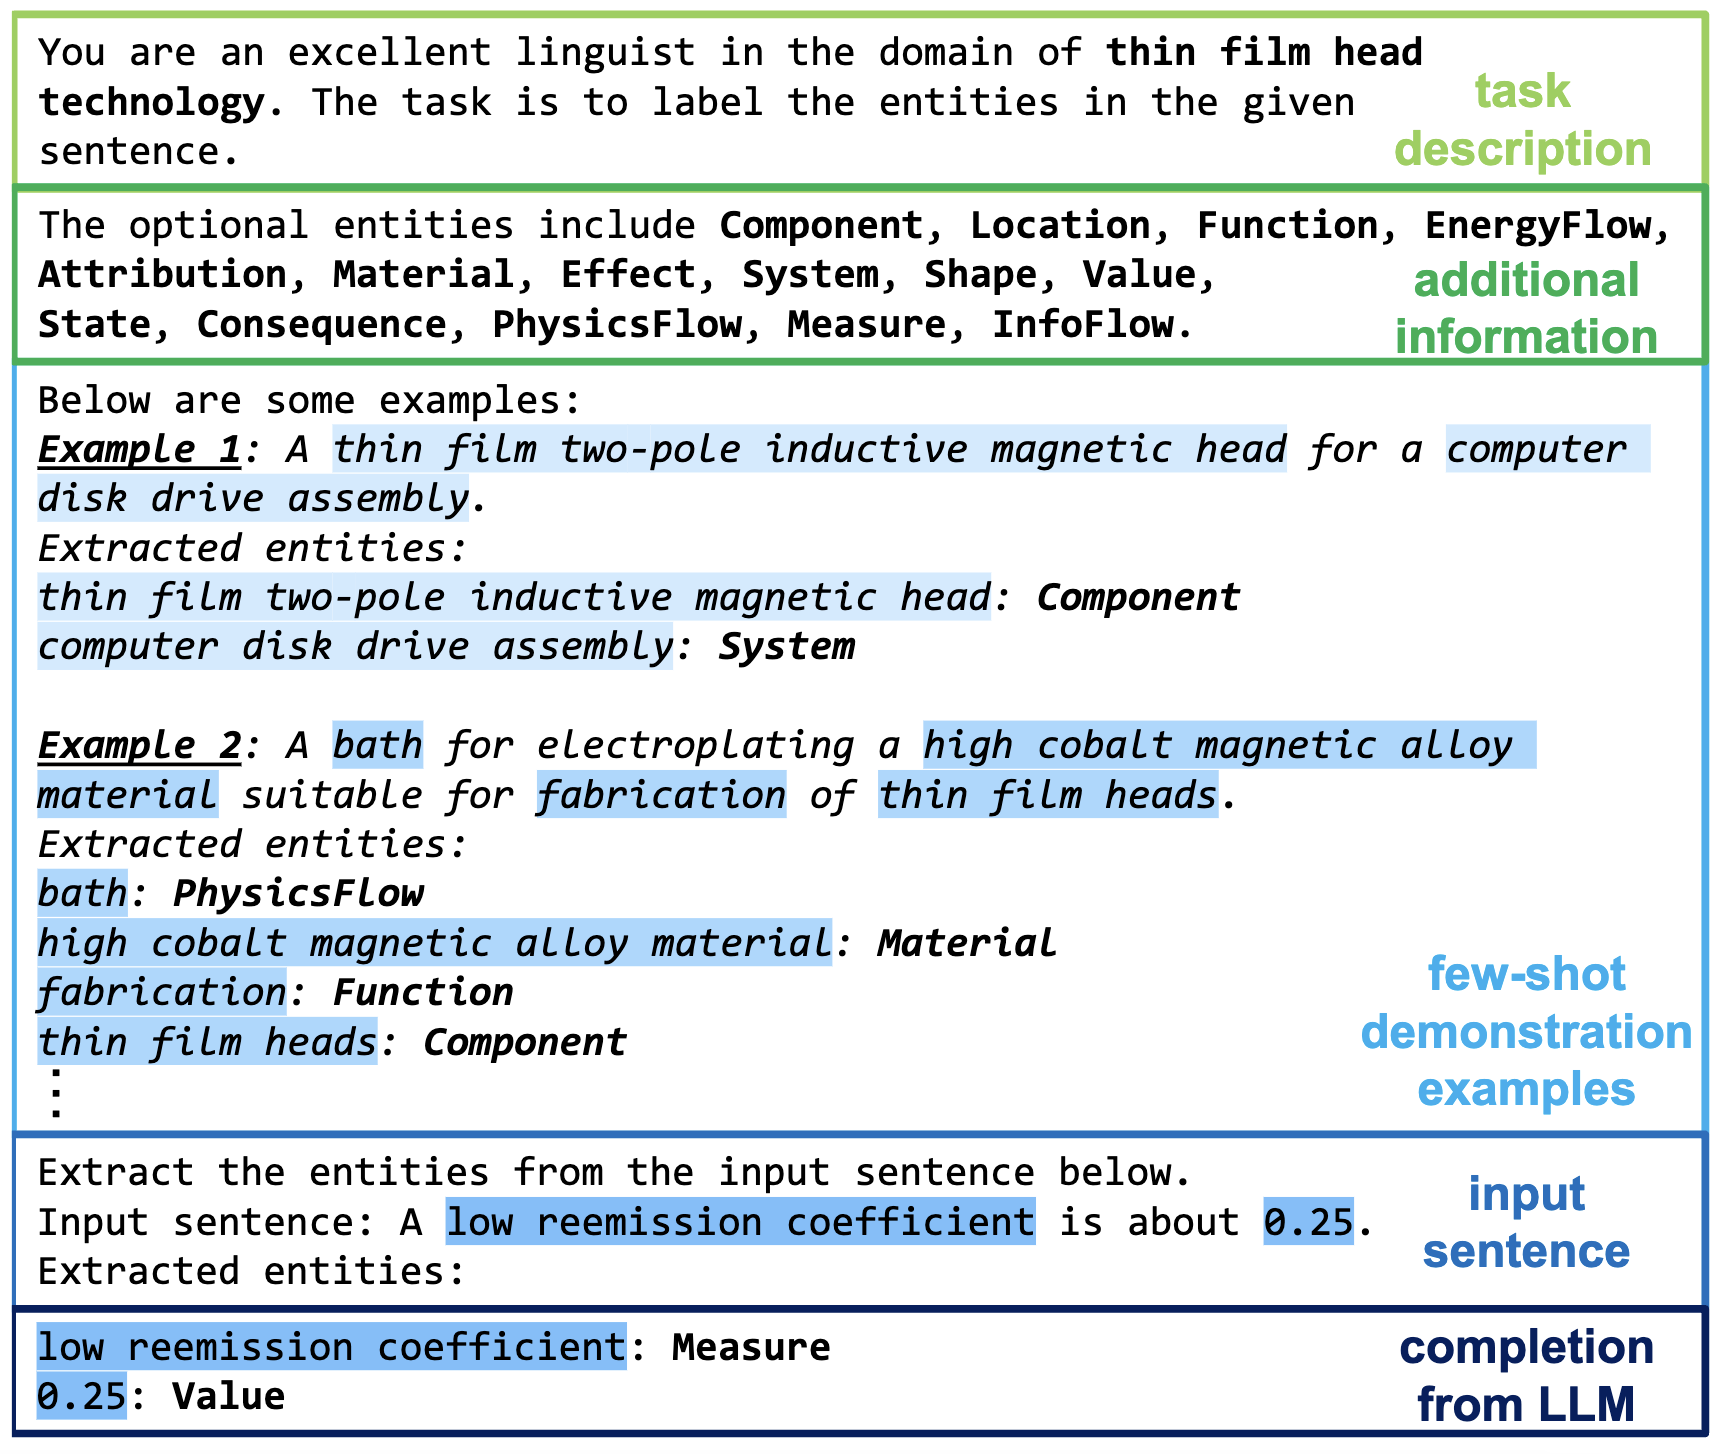 You are an excellent linguist in the domain of thin film head
technology. The task is to label the entities in the given
sentence.
task
description
The optional entities include Component, Location, Function, EnergyFlow,
Attribution, Material, Effect, System, Shape, Value,
State, Consequence, PhysicsFlow, Measure, InfoFlow.
additional
information
Below are some examples:
Example 1: A thin film two-pole inductive magnetic head for a computer
disk drive assembly.
Extracted entities:
thin film two-pole inductive magnetic head: Component
computer disk drive assembly: System
Example 2: A bath for electroplating a high cobalt magnetic alloy
material suitable for fabrication of thin film heads.
Extracted entities:
bath: PhysicsFlow
high cobalt magnetic alloy material: Material
fabrication: Function
thin film heads: Component
⋮
few-shot
demonstration
examples
Extract the entities from the input sentence below.
Input sentence: A low reemission coefficient is about 0.25.
Extracted entities:
input
sentence
low reemission coefficient: Measure
0.25: Value
completion
from LLM